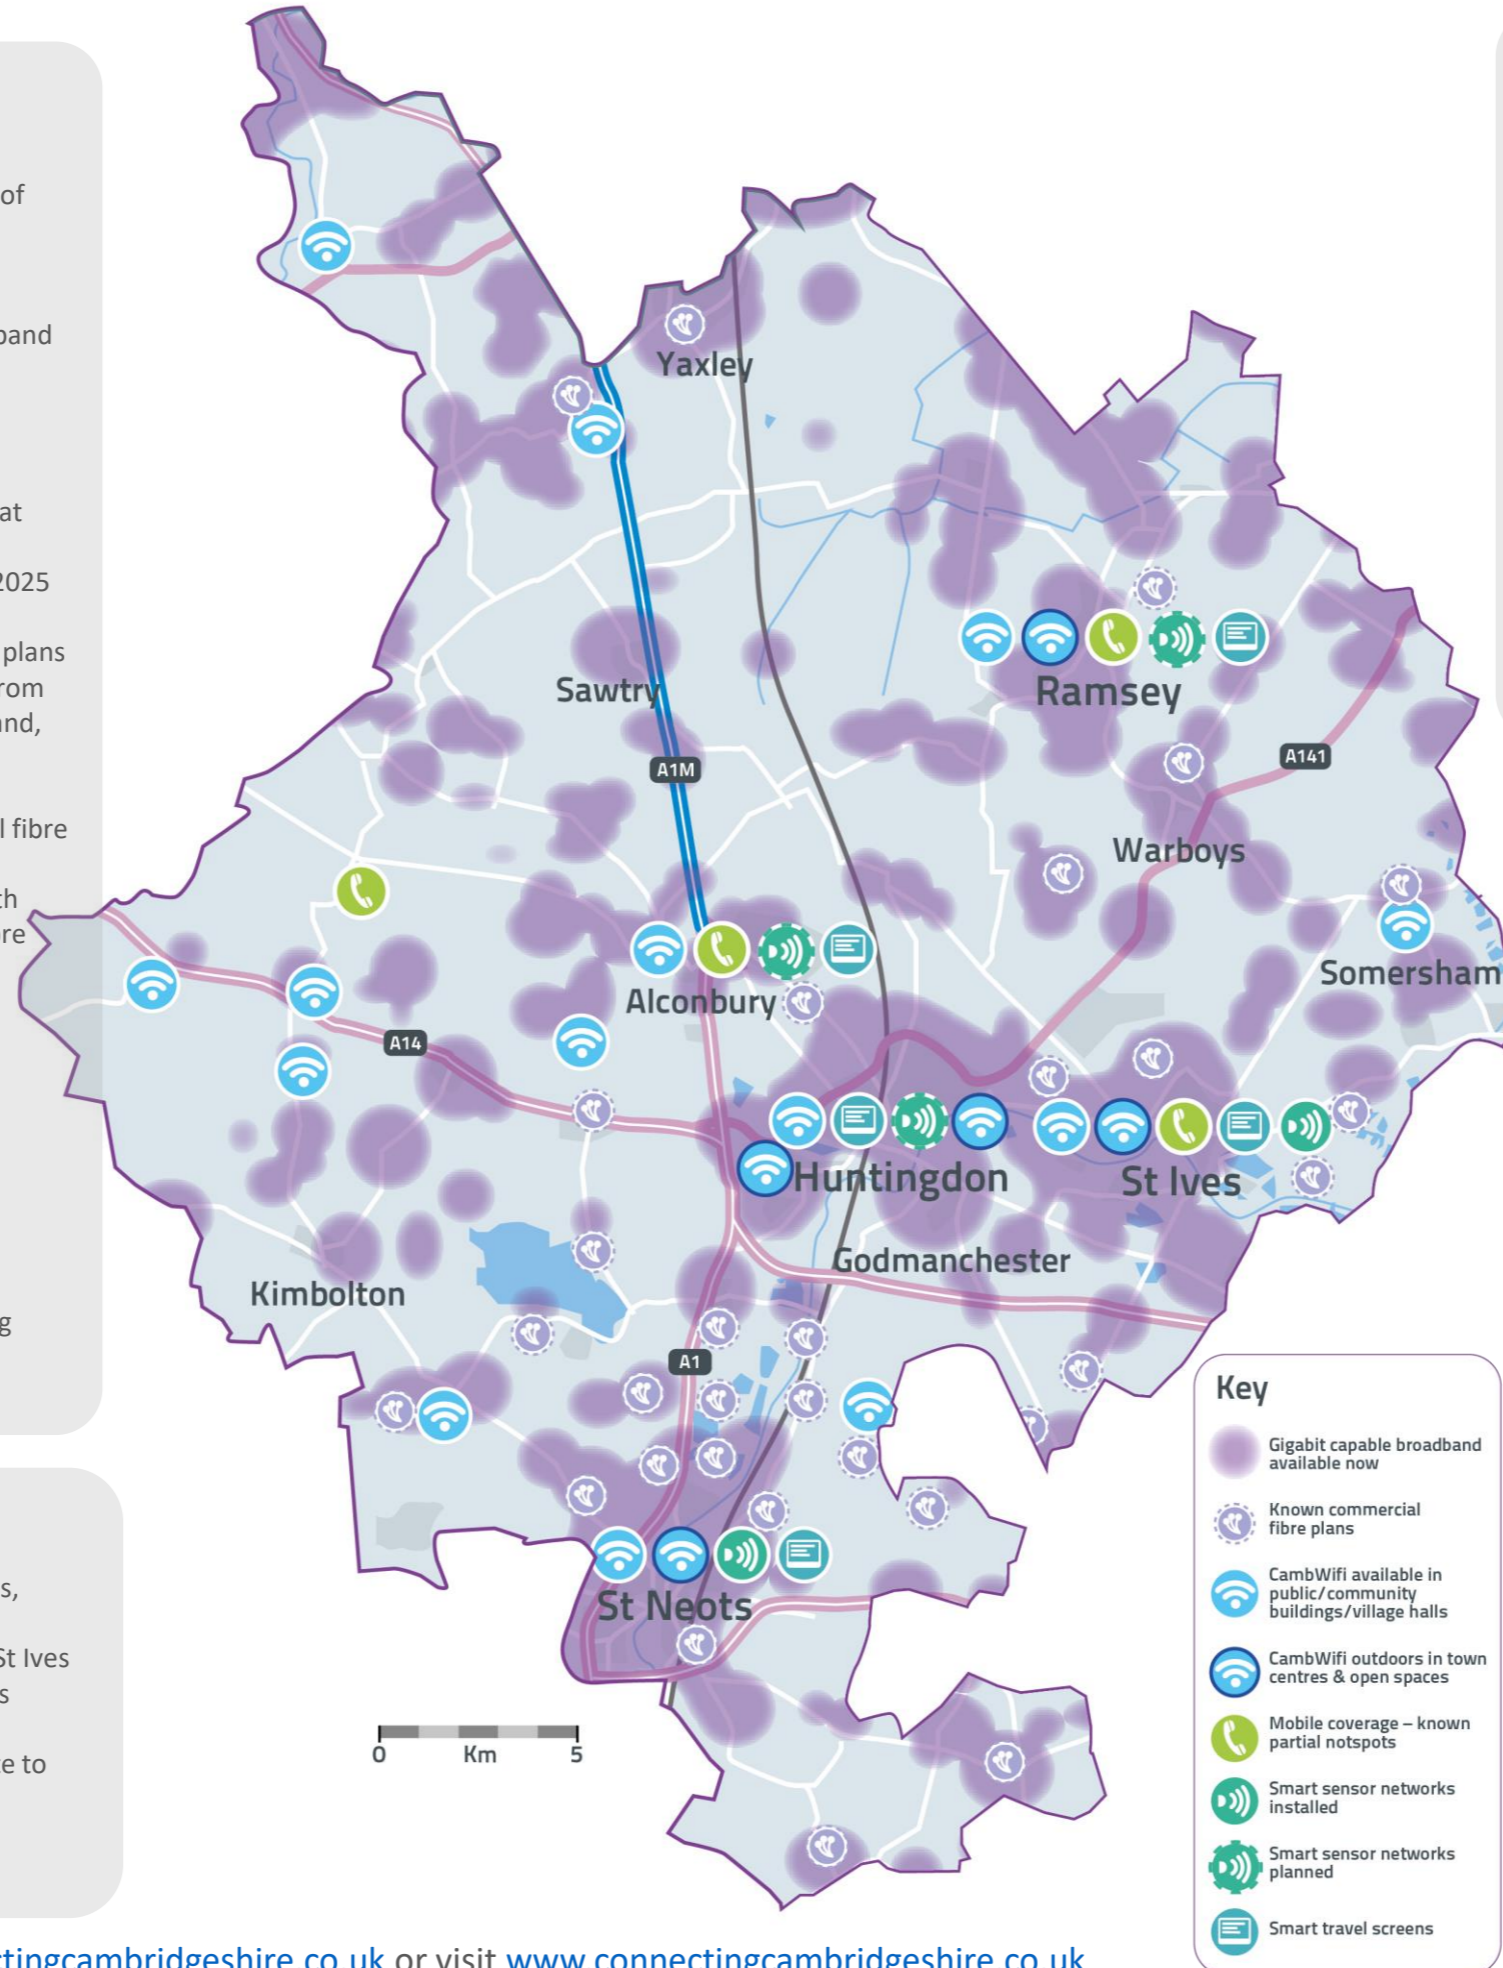 of
band
at
2025
plans
rom
and,
l fibre
th
re
g
s,
St Ives
s
e to
Yaxley
Sawtry
A1M
Ramsey
A141
Warboys
Somersham
Alconbury
A14
Huntingdon
St Ives
Godmanchester
Kimbolton
A1
St Neots
0 Km 5
Key
Gigabit capable broadband
available now
Known commercial
fibre plans
CambWifi available in
public/community
buildings/village halls
CambWifi outdoors in town
centres & open spaces
Mobile coverage – known
partial notspots
Smart sensor networks
installed
Smart sensor networks
planned
Smart travel screens
ctingcambridgeshire.co.uk or visit www.connectingcambridgeshire.co.uk